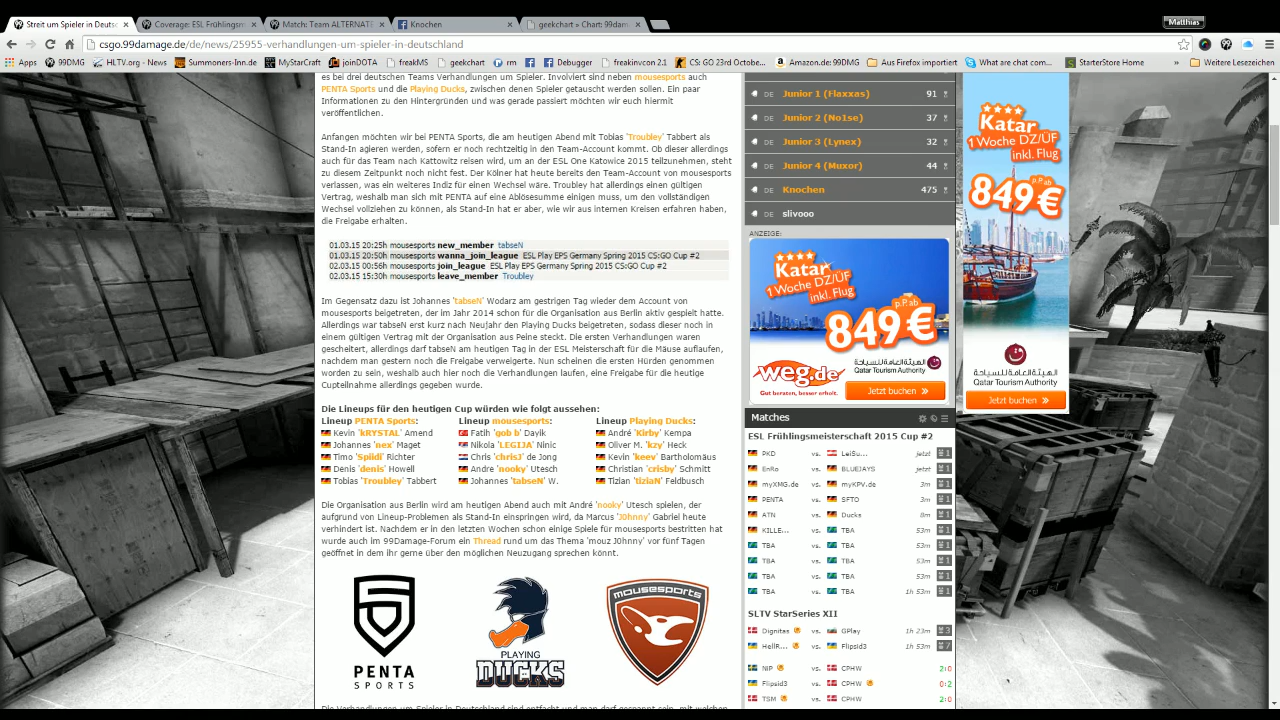 Streit um Spieler in Deutsc
Coverage: ESL Frühlingsm
Match: Team ALTERNATE
Knochen
geekchart » Chart: 99dam
Matthias
csgo.99damage.de/de/news/25955-verhandlungen-um-spieler-in-deutschland
Apps
99DMG
HLTV.org - News
Summoners-Inn.de
MyStarCraft
joinDOTA
freakMS
geekchart
rm
Debugger
freakinvcon 2.1
CS: GO 23rd Octobe...
Amazon.de: 99DMG
Aus Firefox importiert
What are chat com...
StarterStore Home
»
Weitere Lesezeichen
es bei drei deutschen Teams Verhandlungen um Spieler. Involviert sind neben mousesports auch
PENTA Sports und die Playing Ducks, zwischen denen Spieler getauscht werden sollen. Ein paar
Informationen zu den Hintergründen und was gerade passiert möchten wir euch hiermit
veröffentlichen.
Anfangen möchten wir bei PENTA Sports, die am heutigen Abend mit Tobias 'Troubley' Tabbert als
Stand-In agieren werden, sofern er noch rechtzeitig in den Team-Account kommt. Ob dieser allerdings
auch für das Team nach Kattowitz reisen wird, um an der ESL One Katowice 2015 teilzunehmen, steht
zu diesem Zeitpunkt noch nicht fest. Der Kölner hat heute bereits den Team-Account von mousesports
verlassen, was ein weiteres Indiz für einen Wechsel wäre. Troubley hat allerdings einen gültigen
Vertrag, weshalb man sich mit PENTA auf eine Ablösesumme einigen muss, um den vollständigen
Wechsel vollziehen zu können, als Stand-In hat er aber, wie wir aus internen Kreisen erfahren haben,
die Freigabe erhalten.
01.03.15 20:25h mousesports new_member tabseN
01.03.15 20:50h mousesports wanna_join_league ESL Play EPS Germany Spring 2015 CS:GO Cup #2
02.03.15 00:56h mousesports join_league ESL Play EPS Germany Spring 2015 CS:GO Cup #2
02.03.15 15:30h mousesports leave_member Troubley
Im Gegensatz dazu ist Johannes 'tabseN' Wodarz am gestrigen Tag wieder dem Account von
mousesports beigetreten, der im Jahr 2014 schon für die Organisation aus Berlin aktiv gespielt hatte.
Allerdings war tabseN erst kurz nach Neujahr den Playing Ducks beigetreten, sodass dieser noch in
einem gültigen Vertrag mit der Organisation aus Peine steckt. Die ersten Verhandlungen waren
gescheitert, allerdings darf tabseN am heutigen Tag in der ESL Meisterschaft für die Mäuse auflaufen,
nachdem man gestern noch die Freigabe verweigerte. Nun scheinen die ersten Hürden genommen
worden zu sein, weshalb auch hier noch die Verhandlungen laufen, eine Freigabe für die heutige
Cupteilnahme allerdings gegeben wurde.
Die Lineups für den heutigen Cup würden wie folgt aussehen:
Lineup PENTA Sports:
Kevin 'kRYSTAL' Amend
Johannes 'nex' Maget
Timo 'Spiidi' Richter
Denis 'denis' Howell
Tobias 'Troubley' Tabbert
Lineup mousesports:
Fatih 'gob b' Dayik
Nikola 'LEGIJA' Ninic
Chris 'chrisJ' de Jong
Andre 'nooky' Utesch
Johannes 'tabseN' W.
Lineup Playing Ducks:
André 'Kirby' Kempa
Oliver M. 'kzy' Heck
Kevin 'keev' Bartholomäus
Christian 'crisby' Schmitt
Tizian 'tiziaN' Feldbusch
Die Organisation aus Berlin wird am heutigen Abend auch mit André 'nooky' Utesch spielen, der
aufgrund von Lineup-Problemen als Stand-In einspringen wird, da Marcus 'J0hnny' Gabriel heute
verhindert ist. Nachdem er in den letzten Wochen schon einige Spiele für mousesports bestritten hat
wurde auch im 99Damage-Forum ein Thread rund um das Thema 'mouz J0hnny' vor fünf Tagen
geöffnet in dem ihr gerne über den möglichen Neuzugang sprechen könnt.
PENTA
SPORTS
PLAYING
DUCKS
mousesports
DE Junior 1 (Flaxxas) 91
DE Junior 2 (No1se) 37
DE Junior 3 (Lynex) 32
DE Junior 4 (Muxor) 44
DE Knochen 475
DE slivooo
ANZEIGE:
Katar
1 Woche DZ/ÜF
inkl. Flug
p.P. ab
849€
weg.de
Gut beraten, besser erholt.
الهيئة العامة للسياحة
Qatar Tourism Authority
Jetzt buchen »
Matches
ESL Frühlingsmeisterschaft 2015 Cup #2
PKD vs. LeiSu... jetzt 1
EnRo vs. BLUEJAYS jetzt 1
myXMG.de vs. myKPV.de 3m 1
PENTA vs. SFTO 3m 1
ATN vs. Ducks 8m 1
KILLE... vs. TBA 53m 1
TBA vs. TBA 53m 1
TBA vs. TBA 53m 1
TBA vs. TBA 53m 1
TBA vs. TBA 1h 53m 1
SLTV StarSeries XII
Dignitas vs. GPlay 1h 23m 3
HellR... vs. Flipsid3 1h 53m 7
NiP vs. CPHW 2:0
Flipsid3 vs. CPHW 0:2
TSM vs. CPHW 2:0
Katar
1 Woche DZ/ÜF
inkl. Flug
p.P. ab
849€
الهيئة العامة للسياحة
Qatar Tourism Authority
Jetzt buchen »